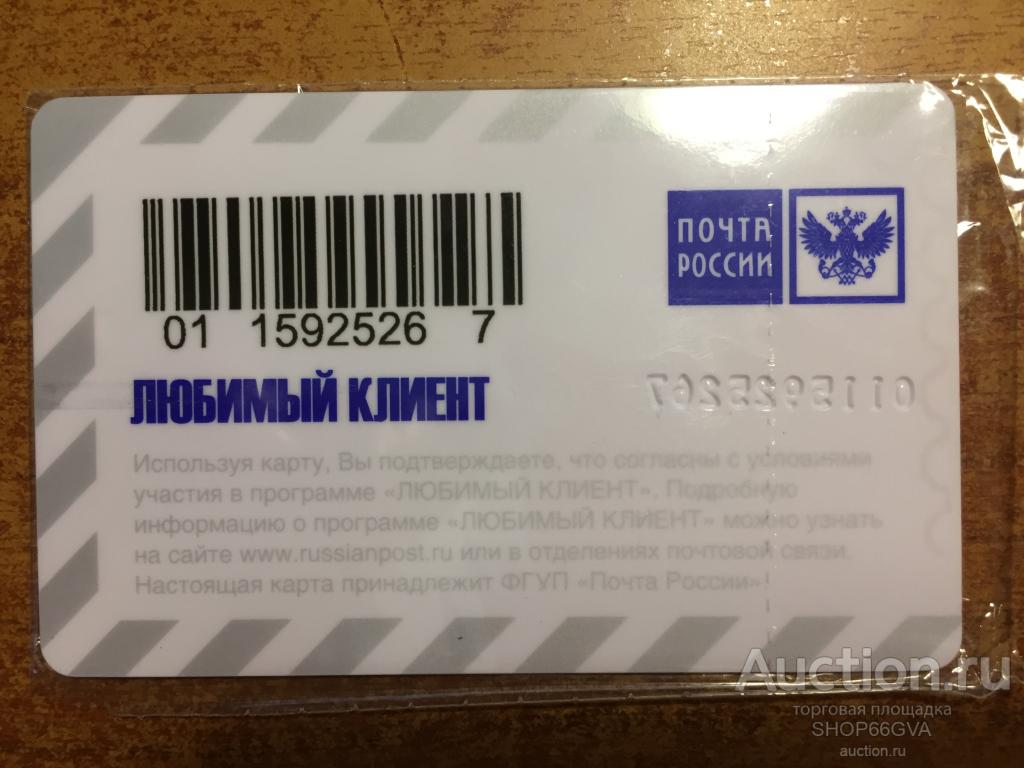 ПОЧТА
РОССИИ
01 1592526 7
ЛЮБИМЫЙ КЛИЕНТ
Используя карту, Вы подтверждаете, что согласны с условиями
участия в программе «ЛЮБИМЫЙ КЛИЕНТ». Подробную
информацию о программе «ЛЮБИМЫЙ КЛИЕНТ» можно узнать
на сайте www.russianpost.ru или в отделениях почтовой связи.
Настоящая карта принадлежит ФГУП «Почта России»
Auction.ru
торговая площадка
SHOP66GVA
auction.ru